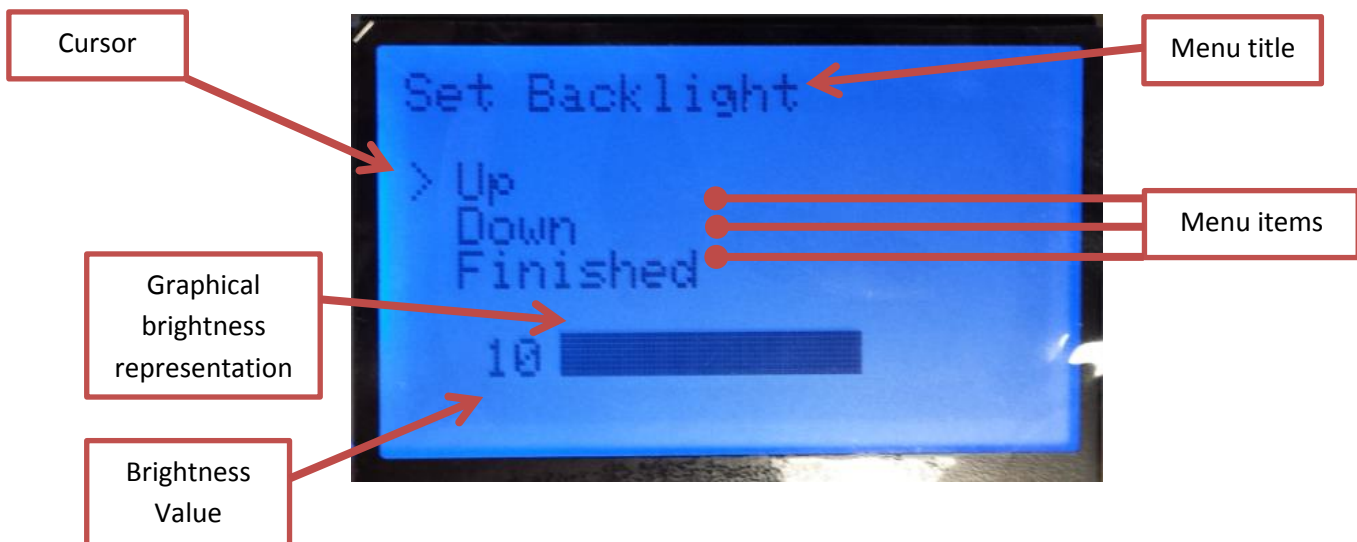 Cursor
Menu title
Set Backlight
> Up
Down
Menu items
Finished
Graphical
brightness
representation
10
Brightness
Value